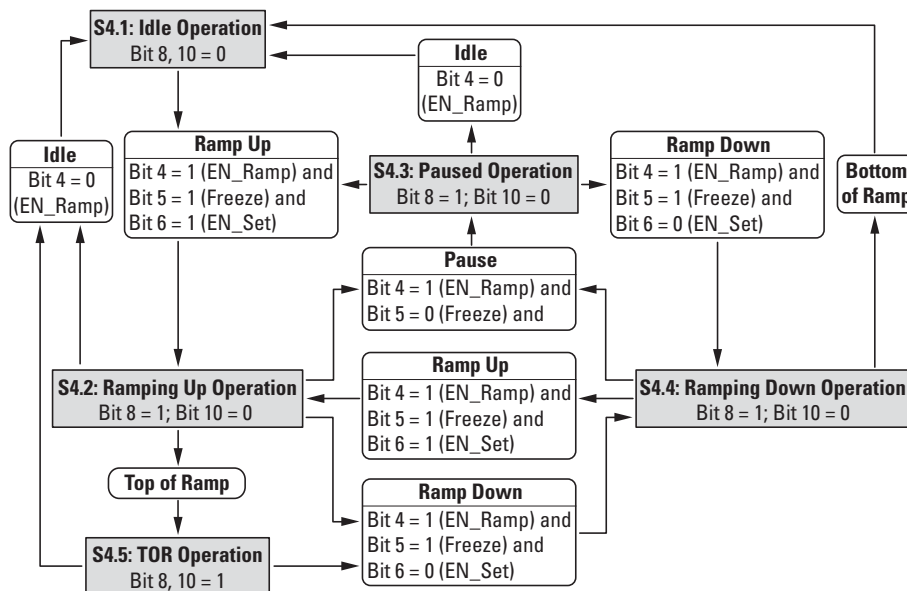 S4.1: Idle Operation
Bit 8, 10 = 0
Idle
Bit 4 = 0
(EN_Ramp)
Idle
Bit 4 = 0
(EN_Ramp)
Ramp Up
Bit 4 = 1 (EN_Ramp) and
Bit 5 = 1 (Freeze) and
Bit 6 = 1 (EN_Set)
S4.3: Paused Operation
Bit 8 = 1; Bit 10 = 0
Ramp Down
Bit 4 = 1 (EN_Ramp) and
Bit 5 = 1 (Freeze) and
Bit 6 = 0 (EN_Set)
Bottom
of Ramp
Pause
Bit 4 = 1 (EN_Ramp) and
Bit 5 = 0 (Freeze) and
S4.2: Ramping Up Operation
Bit 8 = 1; Bit 10 = 0
Ramp Up
Bit 4 = 1 (EN_Ramp) and
Bit 5 = 1 (Freeze) and
Bit 6 = 1 (EN_Set)
S4.4: Ramping Down Operation
Bit 8 = 1; Bit 10 = 0
Top of Ramp
Ramp Down
Bit 4 = 1 (EN_Ramp) and
Bit 5 = 1 (Freeze) and
Bit 6 = 0 (EN_Set)
S4.5: TOR Operation
Bit 8, 10 = 1